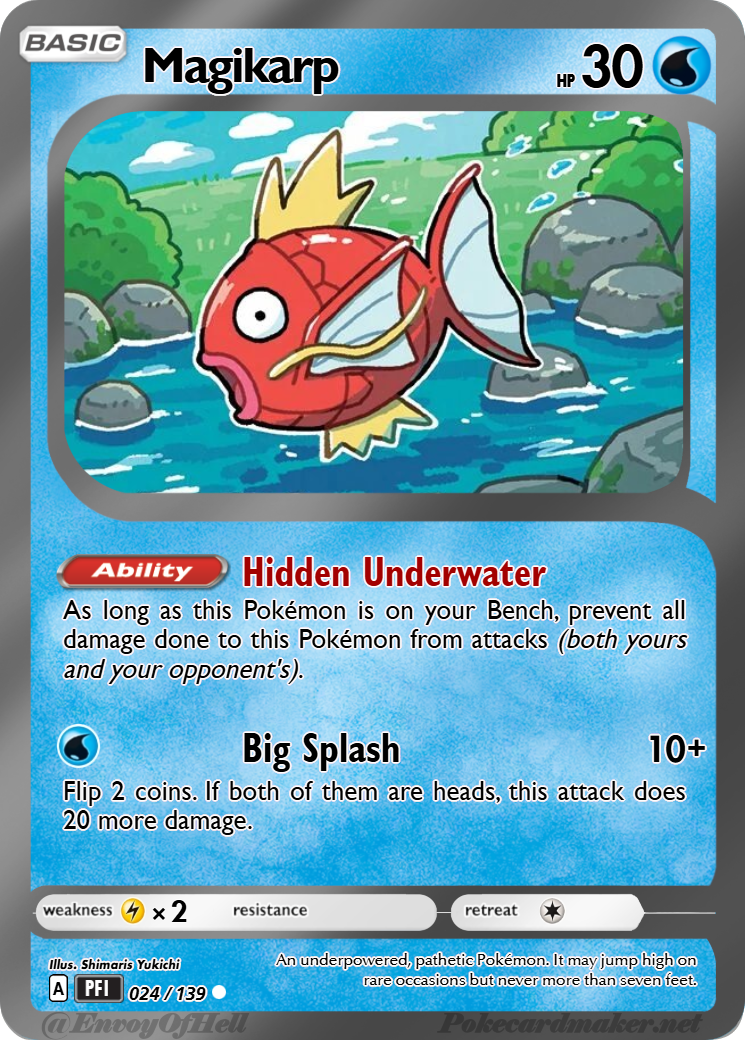 BASIC
Magikarp
HP 30
Ability Hidden Underwater
As long as this Pokémon is on your Bench, prevent all
damage done to this Pokémon from attacks (both yours
and your opponent's).
Big Splash 10+
Flip 2 coins. If both of them are heads, this attack does
20 more damage.
weakness × 2 resistance retreat
Illus. Shimaris Yukichi
An underpowered, pathetic Pokémon. It may jump high on
rare occasions but never more than seven feet.
A PFI 024 / 139
@EnvoyOfHell Pokecardmaker.net